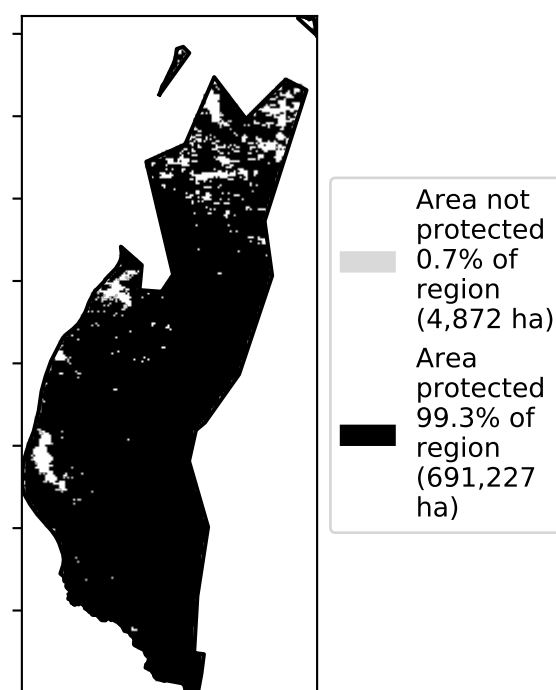 Area not
protected
0.7% of
region
(4,872 ha)
Area
protected
99.3% of
region
(691,227
ha)